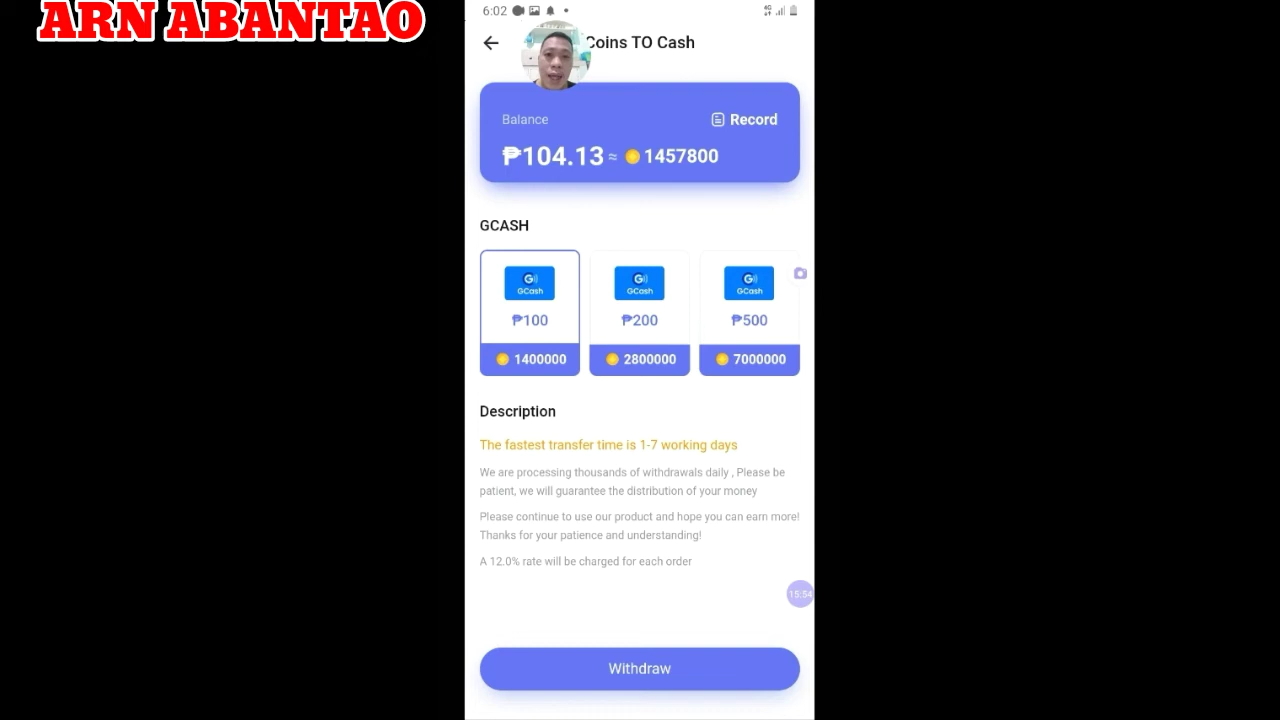 ARN ABANTAO
6:02
Coins TO Cash
Balance
Record
₱104.13 ≈ 1457800
GCASH
G
GCash
G
GCash
G
GCash
₱100
₱200
₱500
1400000
2800000
7000000
Description
The fastest transfer time is 1-7 working days
We are processing thousands of withdrawals daily , Please be
patient, we will guarantee the distribution of your money
Please continue to use our product and hope you can earn more!
Thanks for your patience and understanding!
A 12.0% rate will be charged for each order
15:54
Withdraw